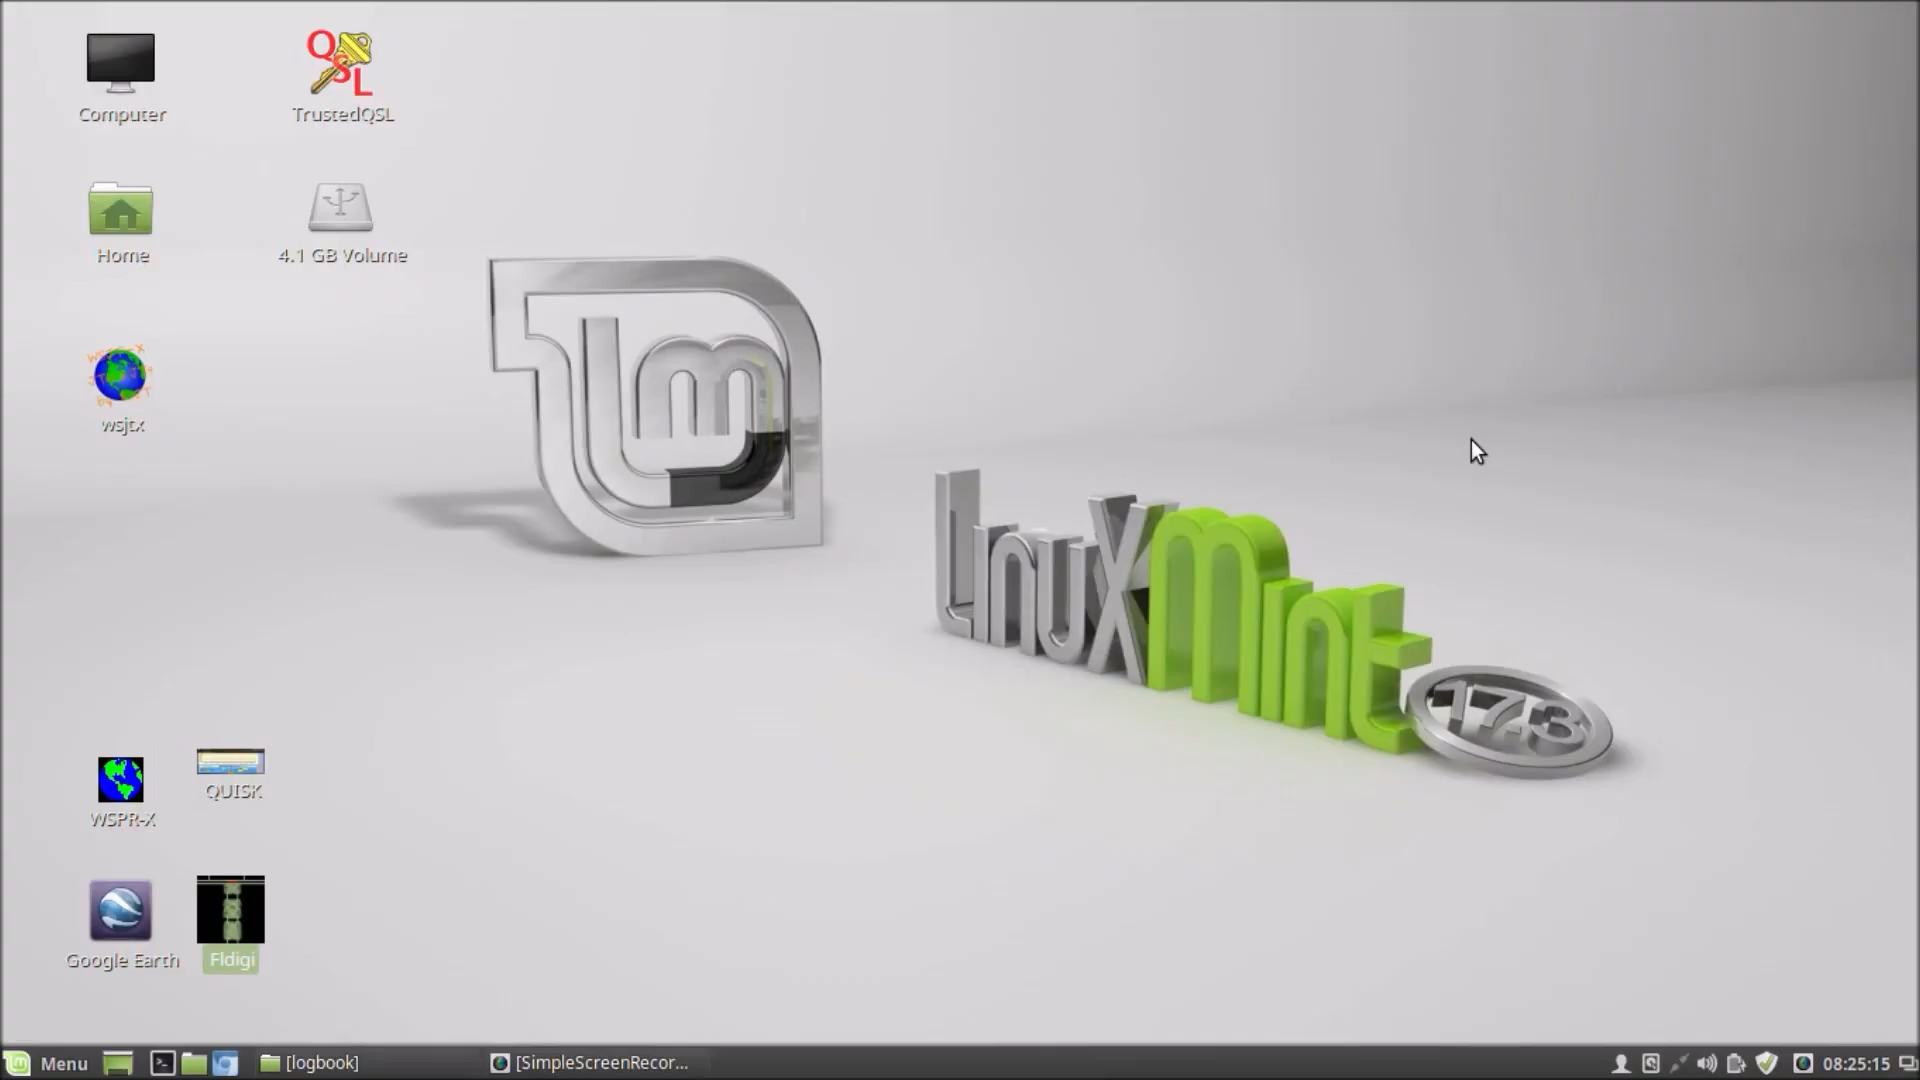 Computer
TrustedQSL
QSL
Home
4.1 GB Volume
wsjtx
lm
LinuxMint
17.3
WSPR-X
QUISK
Google Earth
Fldigi
Menu
[logbook]
[SimpleScreenRecor...
08:25:15